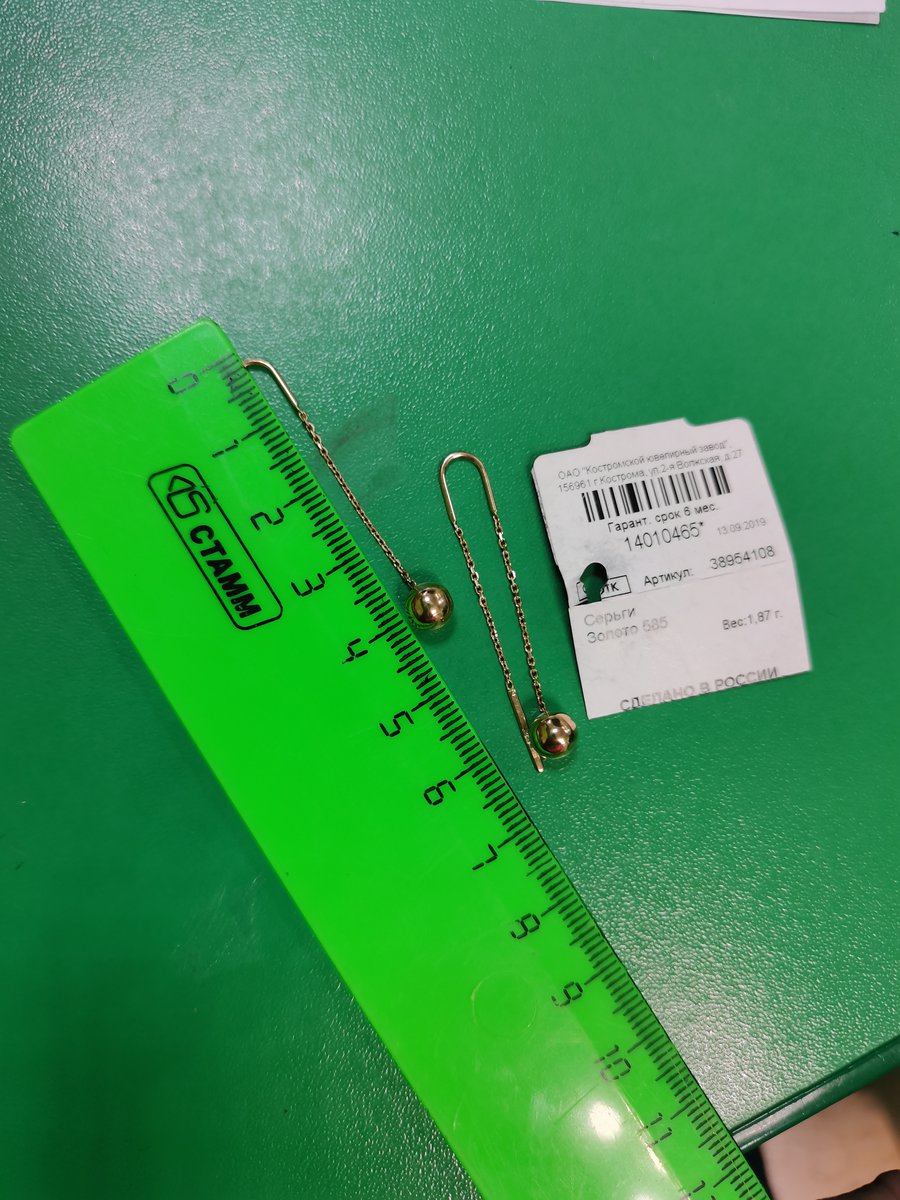 0
1
2
3
4
5
6
7
8
9
10
11
СТАММ
ОАО "Костромской ювелирный завод",
156961 г.Кострома, ул.2-я Волжская, д.27
Гарант. срок 6 мес.
14010465* 13.09.2019
Артикул: 38954108
Серьги
Золото 585 Вес:1,87 г.
СДЕЛАНО В РОССИИ